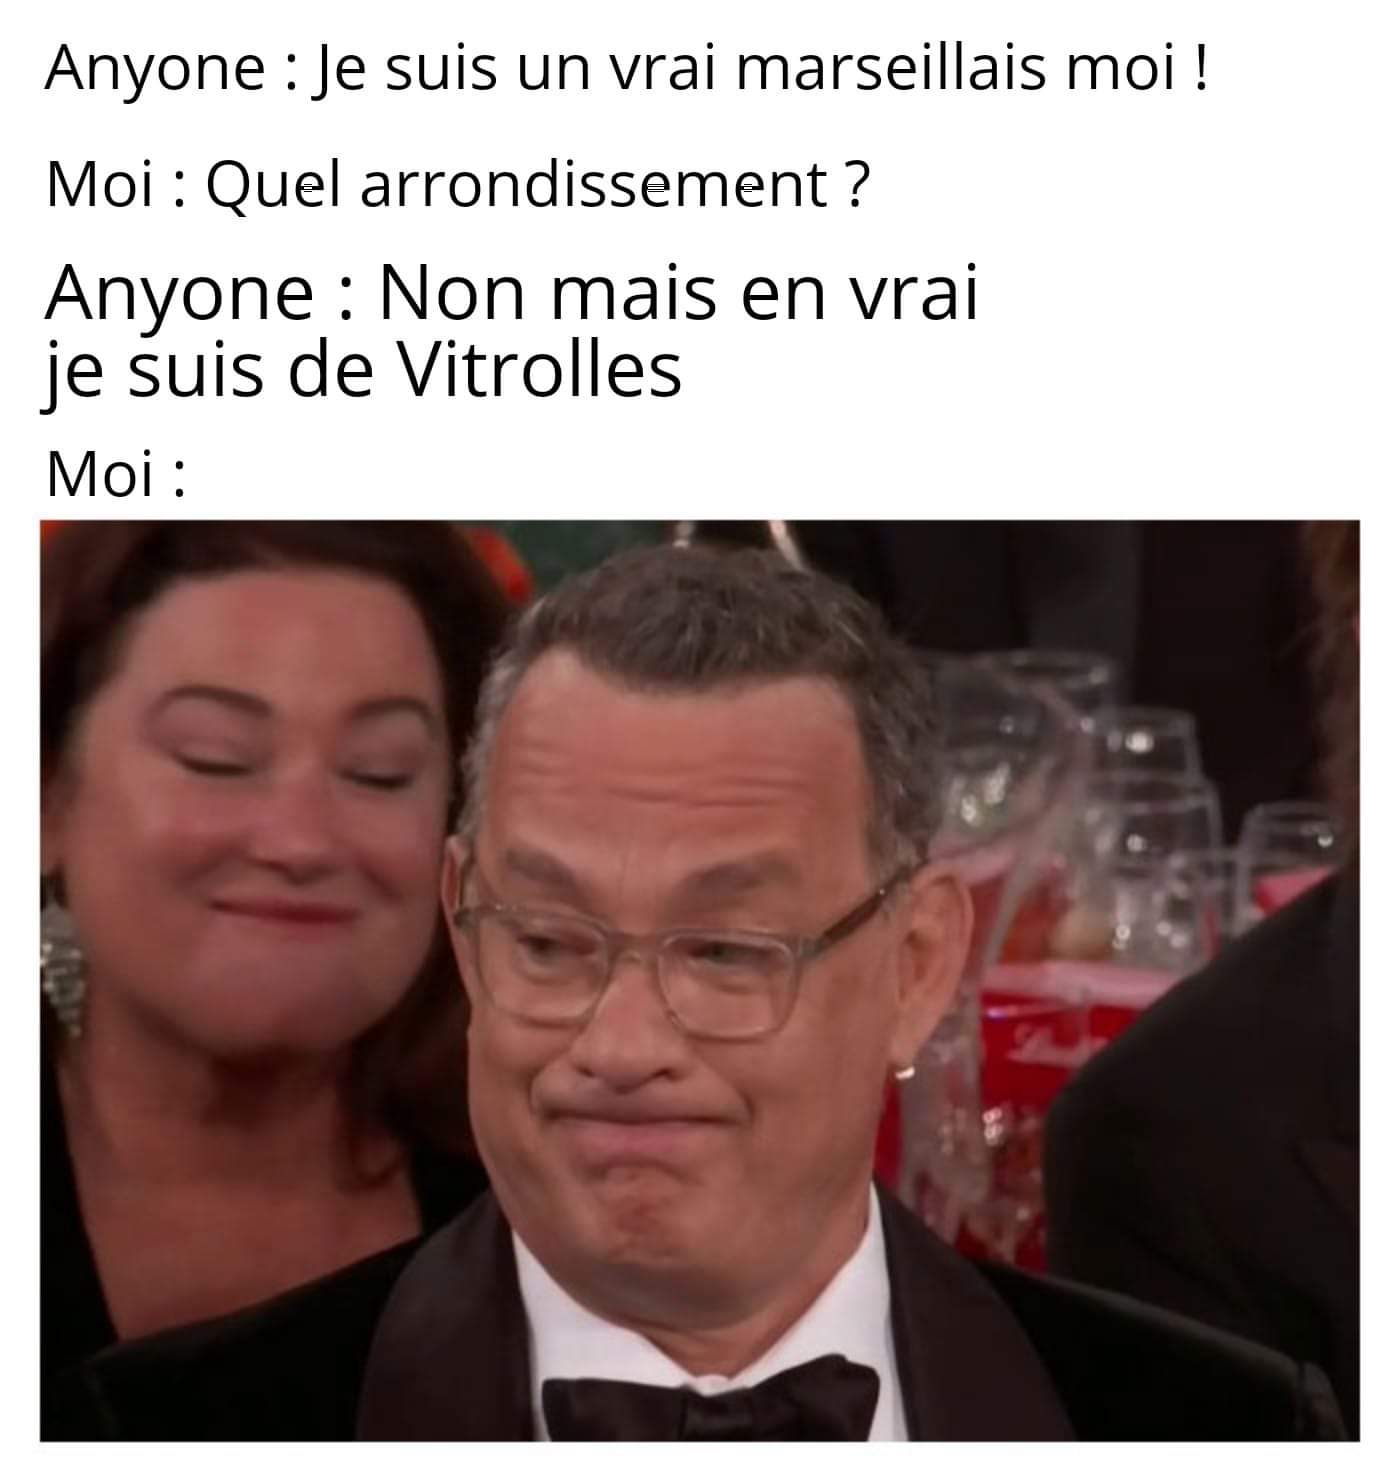 Anyone : Je suis un vrai marseillais moi !
Moi : Quel arrondissement ?
Anyone : Non mais en vrai
je suis de Vitrolles
Moi :